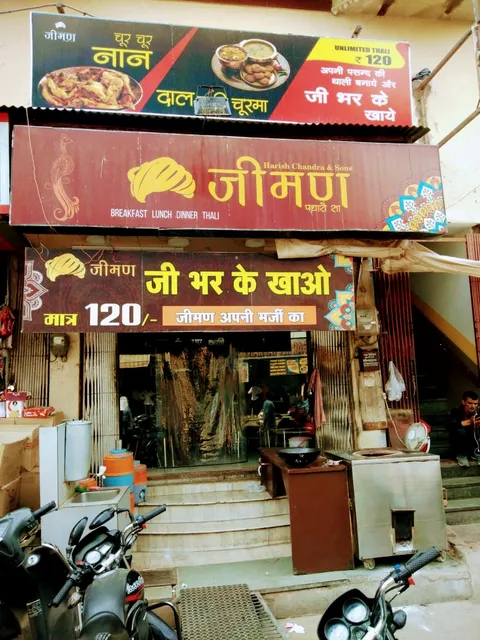 जीमण
चूर चूर
नान
दाल
चूरमा
UNLIMITED THALI
₹ 120
अपनी पसन्द की
थाली बनाये और
जी भर के
खाये
Harish Chandra & Sons
जीमण
पधारो सा
BREAKFAST LUNCH DINNER THALI
जीमण
जी भर के खाओ
मात्र 120/-
जीमण अपनी मर्जी का